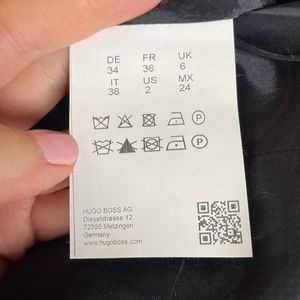 DE FR UK
34 36 6
IT US MX
38 2 24
P
P
HUGO BOSS AG
Dieselstrasse 12
72555 Metzingen
Germany
www.hugoboss.com